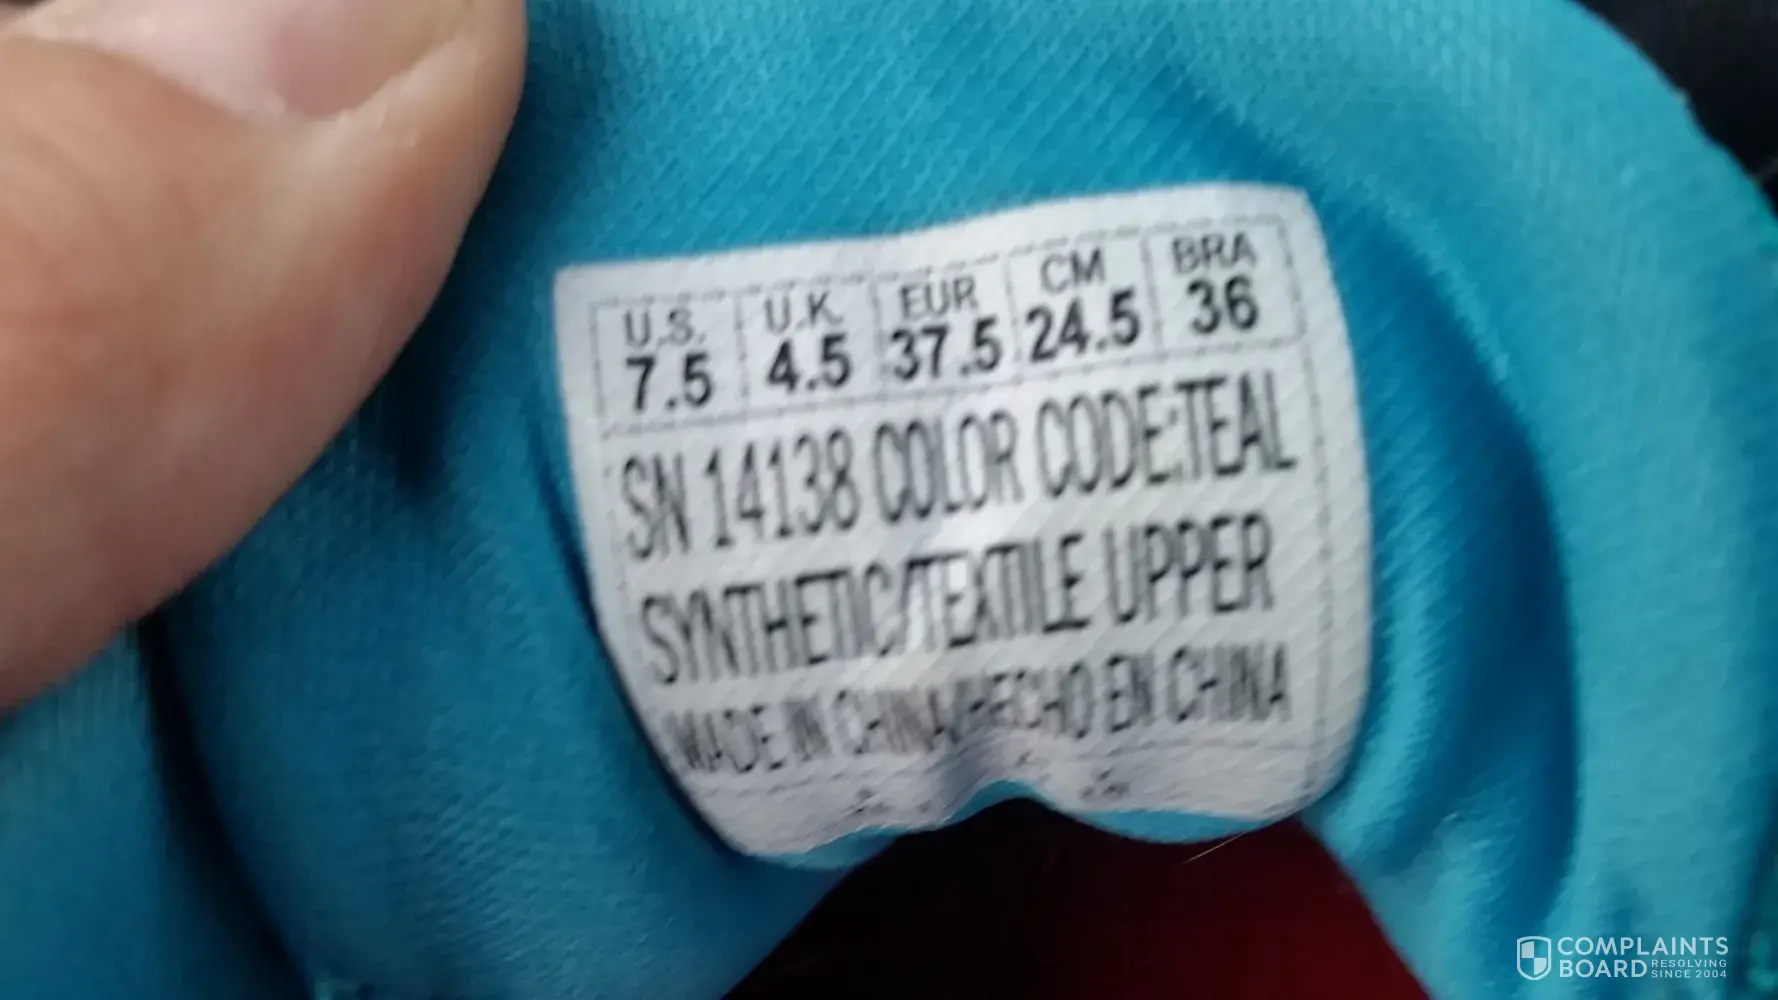 U.S. U.K. EUR CM BRA
7.5 4.5 37.5 24.5 36
SN 14138 COLOR CODE:TEAL
SYNTHETIC/TEXTILE UPPER
MADE IN CHINA/HECHO EN CHINA
COMPLAINTS
BOARD RESOLVING
SINCE 2004